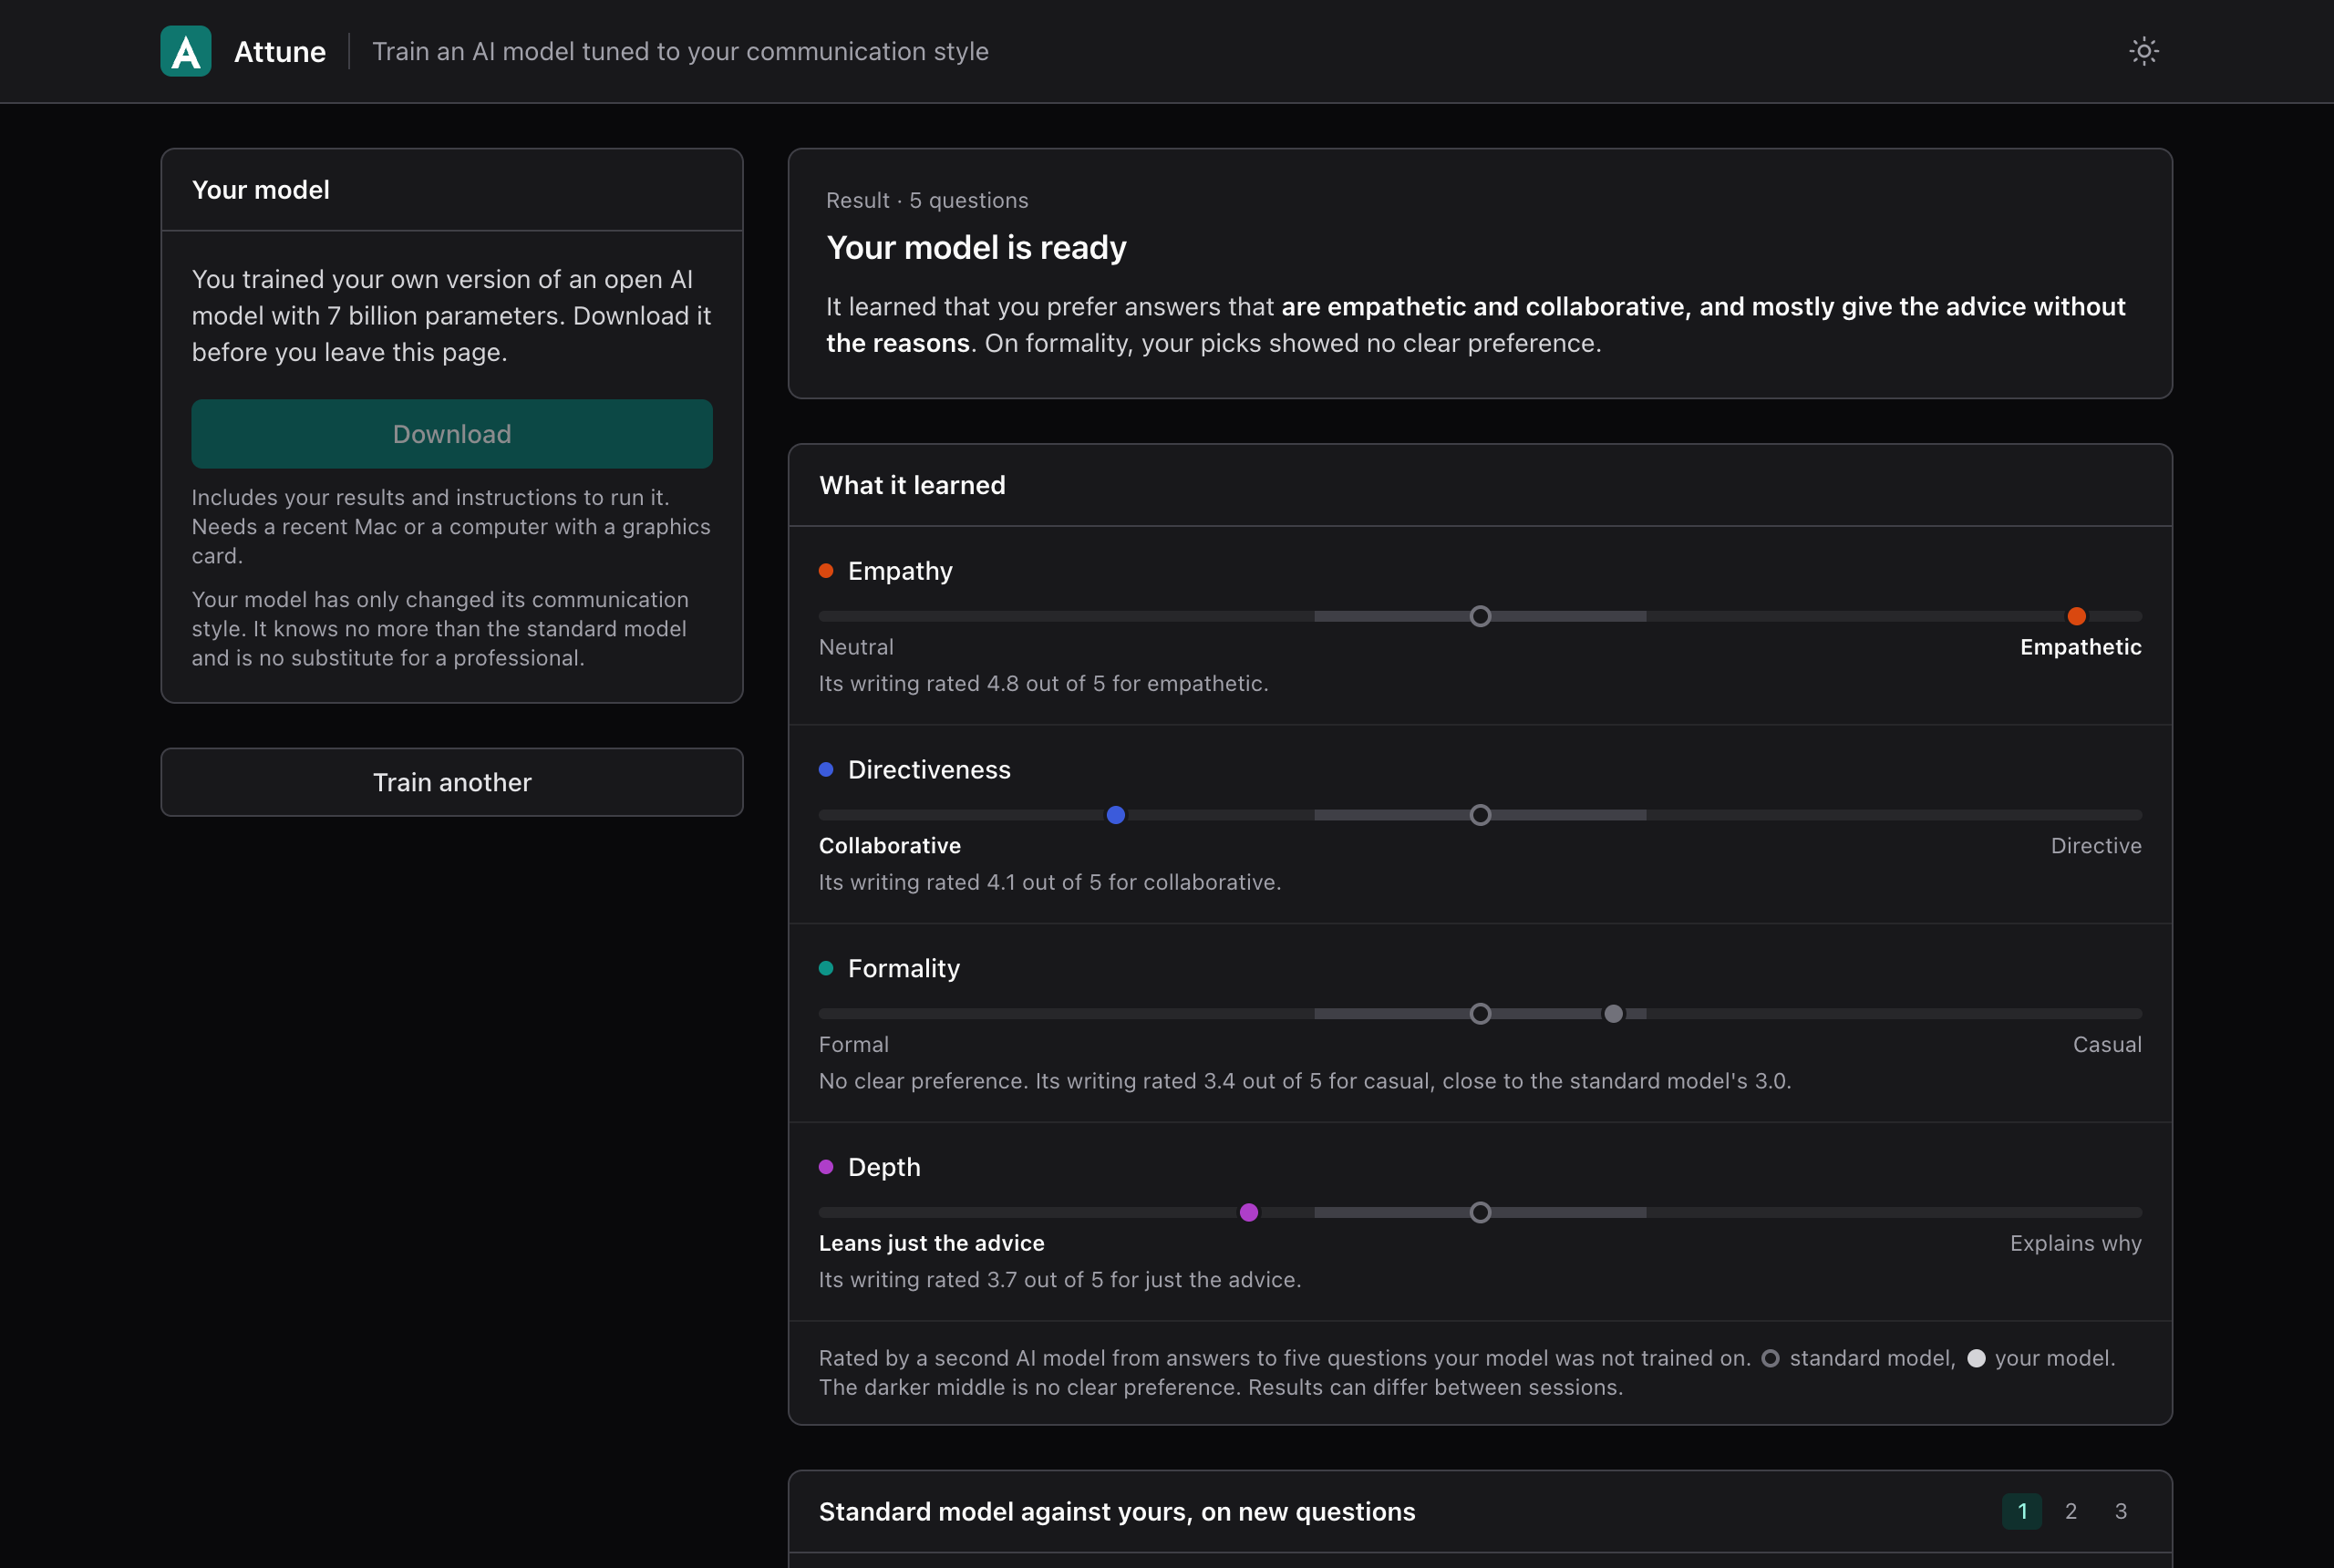 A
Attune
Train an AI model tuned to your communication style
Your model
You trained your own version of an open AI
model with 7 billion parameters. Download it
before you leave this page.
Download
Includes your results and instructions to run it.
Needs a recent Mac or a computer with a graphics
card.
Your model has only changed its communication
style. It knows no more than the standard model
and is no substitute for a professional.
Train another
Result · 5 questions
Your model is ready
It learned that you prefer answers that are empathetic and collaborative, and mostly give the advice without
the reasons. On formality, your picks showed no clear preference.
What it learned
Empathy
Neutral
Empathetic
Its writing rated 4.8 out of 5 for empathetic.
Directiveness
Collaborative
Directive
Its writing rated 4.1 out of 5 for collaborative.
Formality
Formal
Casual
No clear preference. Its writing rated 3.4 out of 5 for casual, close to the standard model's 3.0.
Depth
Leans just the advice
Explains why
Its writing rated 3.7 out of 5 for just the advice.
Rated by a second AI model from answers to five questions your model was not trained on. standard model, your model.
The darker middle is no clear preference. Results can differ between sessions.
Standard model against yours, on new questions
1 2 3